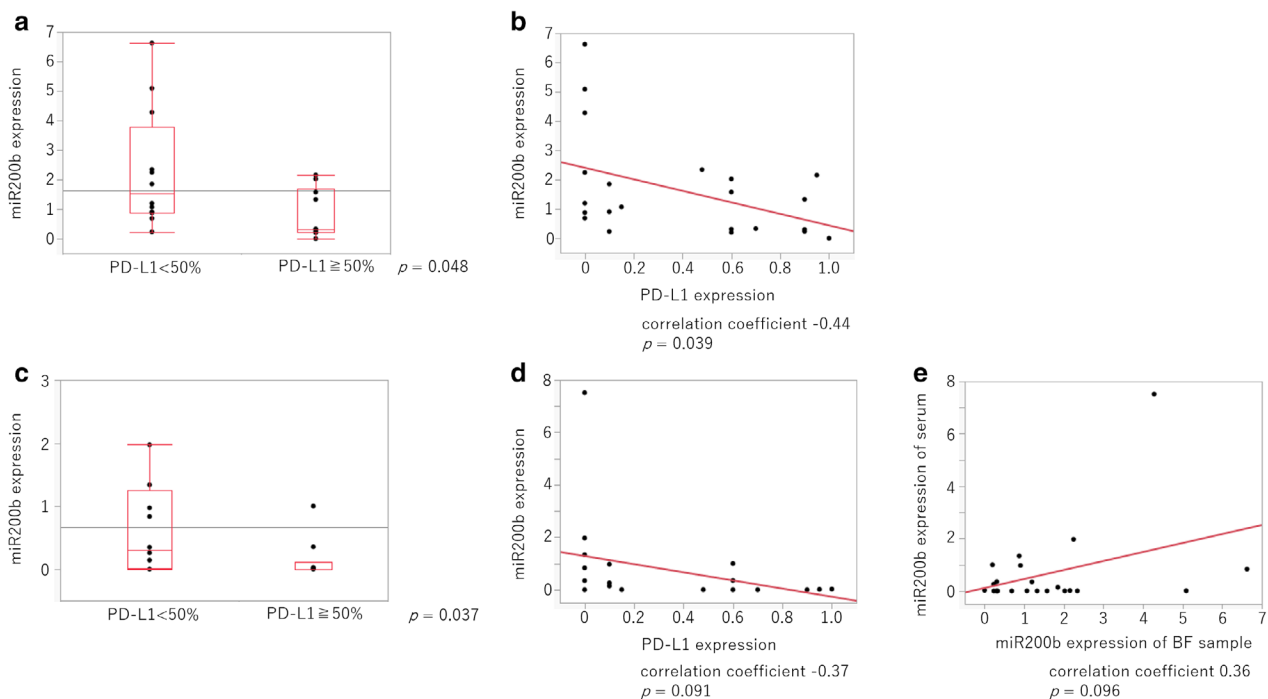 a
7
6
5
4
3
2
1
0
miR200b expression
PD-L1<50%
PD-L1≧50%
p = 0.048
b
7
6
5
4
3
2
1
0
miR200b expression
0 0.2 0.4 0.6 0.8 1.0
PD-L1 expression
correlation coefficient -0.44
p = 0.039
c
3
2
1
0
miR200b expression
PD-L1<50%
PD-L1≧50%
p = 0.037
d
8
6
4
2
0
miR200b expression
0 0.2 0.4 0.6 0.8 1.0
PD-L1 expression
correlation coefficient -0.37
p = 0.091
e
8
6
4
2
0
miR200b expression of serum
0 1 2 3 4 5 6 7
miR200b expression of BF sample
correlation coefficient 0.36
p = 0.096